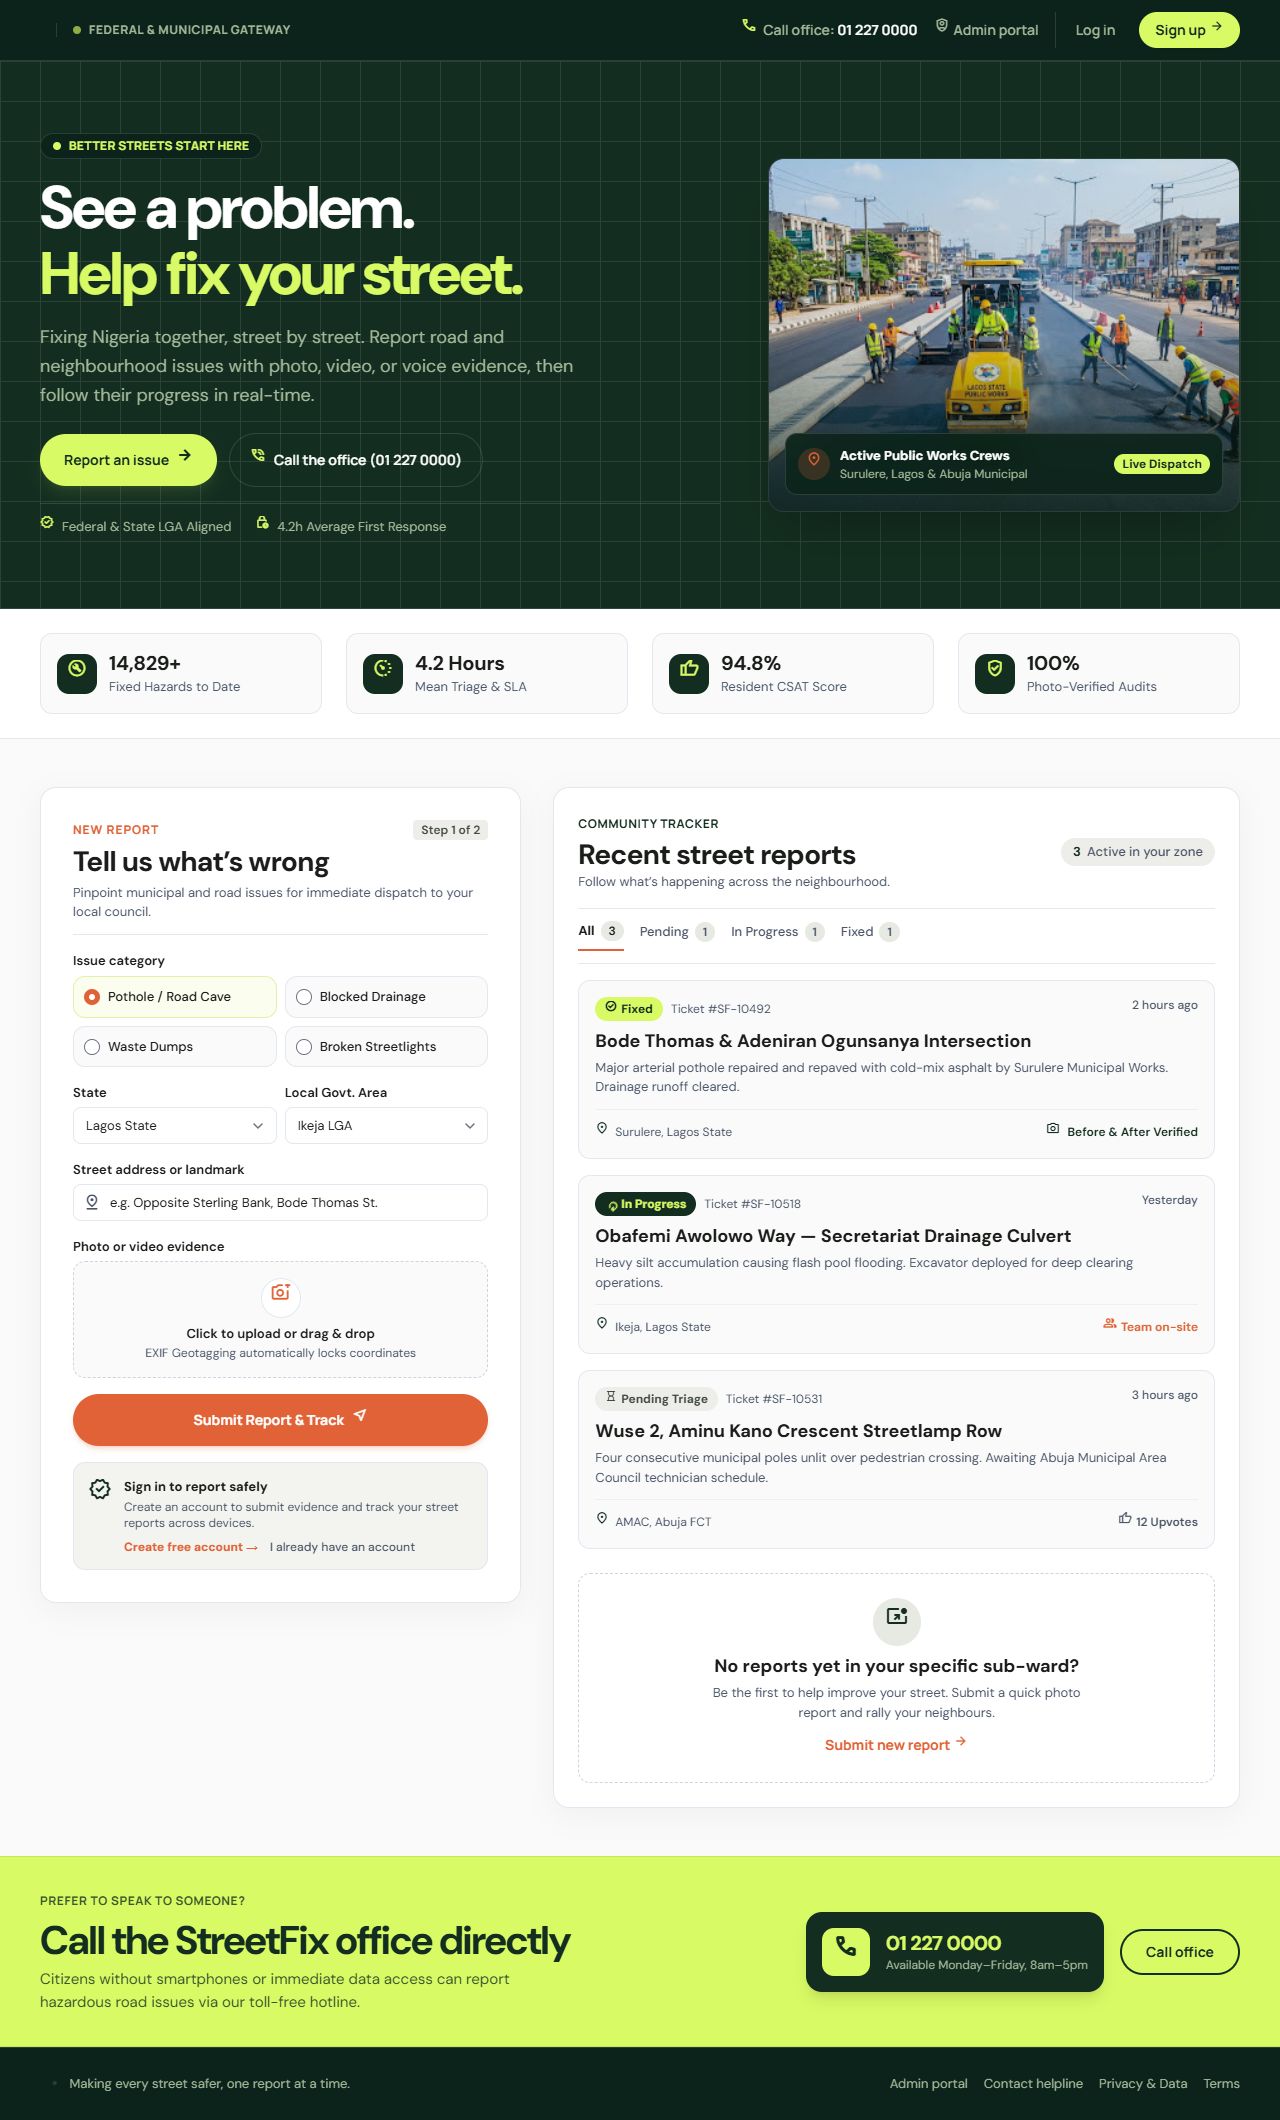 FEDERAL & MUNICIPAL GATEWAY
Call office: 01 227 0000
Admin portal
Log in
Sign up →
BETTER STREETS START HERE
See a problem.
Help fix your street.
Fixing Nigeria together, street by street. Report road and
neighbourhood issues with photo, video, or voice evidence, then
follow their progress in real-time.
Report an issue →
Call the office (01 227 0000)
Federal & State LGA Aligned
4.2h Average First Response
LAGOS STATE
PUBLIC WORKS
Active Public Works Crews
Surulere, Lagos & Abuja Municipal
Live Dispatch
14,829+
Fixed Hazards to Date
4.2 Hours
Mean Triage & SLA
94.8%
Resident CSAT Score
100%
Photo-Verified Audits
NEW REPORT
Step 1 of 2
Tell us what’s wrong
Pinpoint municipal and road issues for immediate dispatch to your
local council.
Issue category
Pothole / Road Cave
Blocked Drainage
Waste Dumps
Broken Streetlights
State
Local Govt. Area
Lagos State
Ikeja LGA
Street address or landmark
e.g. Opposite Sterling Bank, Bode Thomas St.
Photo or video evidence
Click to upload or drag & drop
EXIF Geotagging automatically locks coordinates
Submit Report & Track
Sign in to report safely
Create an account to submit evidence and track your street
reports across devices.
Create free account →
I already have an account
COMMUNITY TRACKER
Recent street reports
3 Active in your zone
Follow what’s happening across the neighbourhood.
All 3
Pending 1
In Progress 1
Fixed 1
Fixed
Ticket #SF-10492
2 hours ago
Bode Thomas & Adeniran Ogunsanya Intersection
Major arterial pothole repaired and repaved with cold-mix asphalt by Surulere Municipal Works.
Drainage runoff cleared.
Surulere, Lagos State
Before & After Verified
In Progress
Ticket #SF-10518
Yesterday
Obafemi Awolowo Way — Secretariat Drainage Culvert
Heavy silt accumulation causing flash pool flooding. Excavator deployed for deep clearing
operations.
Ikeja, Lagos State
Team on-site
Pending Triage
Ticket #SF-10531
3 hours ago
Wuse 2, Aminu Kano Crescent Streetlamp Row
Four consecutive municipal poles unlit over pedestrian crossing. Awaiting Abuja Municipal Area
Council technician schedule.
AMAC, Abuja FCT
12 Upvotes
No reports yet in your specific sub-ward?
Be the first to help improve your street. Submit a quick photo
report and rally your neighbours.
Submit new report →
PREFER TO SPEAK TO SOMEONE?
Call the StreetFix office directly
Citizens without smartphones or immediate data access can report
hazardous road issues via our toll-free hotline.
01 227 0000
Available Monday–Friday, 8am–5pm
Call office
Making every street safer, one report at a time.
Admin portal
Contact helpline
Privacy & Data
Terms